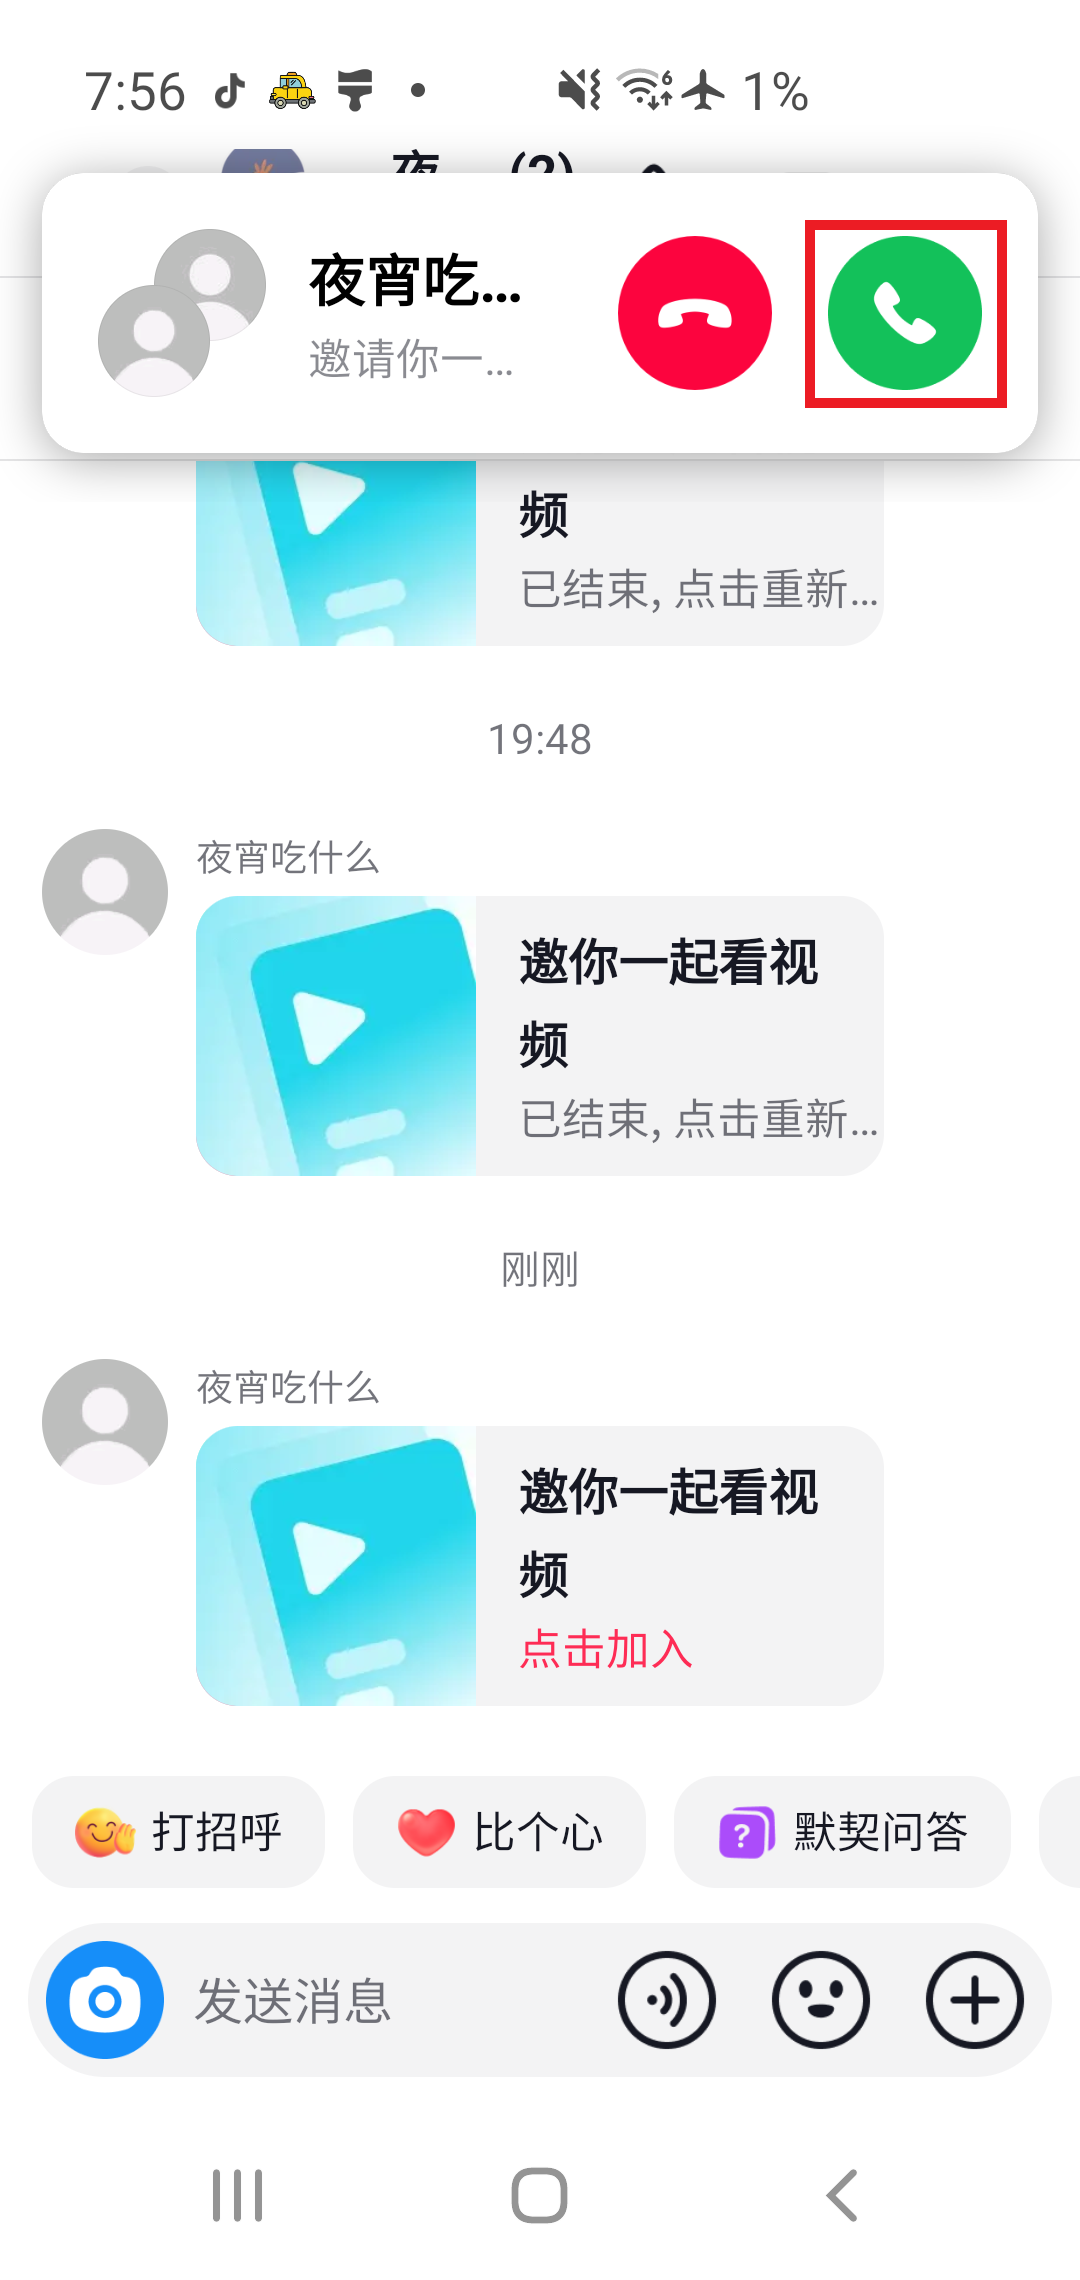 7:56
1%
夜
(2)
夜宵吃...
邀请你一...
频
已结束, 点击重新...
19:48
夜宵吃什么
邀你一起看视
频
已结束, 点击重新...
刚刚
夜宵吃什么
邀你一起看视
频
点击加入
打招呼
比个心
默契问答
发送消息